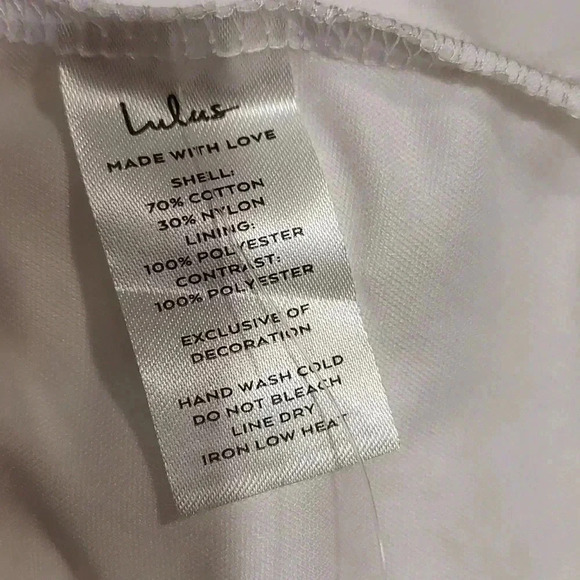 Lulus
MADE WITH LOVE
SHELL:
70% COTTON
30% NYLON
LINING:
100% POLYESTER
CONTRAST:
100% POLYESTER
EXCLUSIVE OF
DECORATION
HAND WASH COLD
DO NOT BLEACH
LINE DRY
IRON LOW HEAT